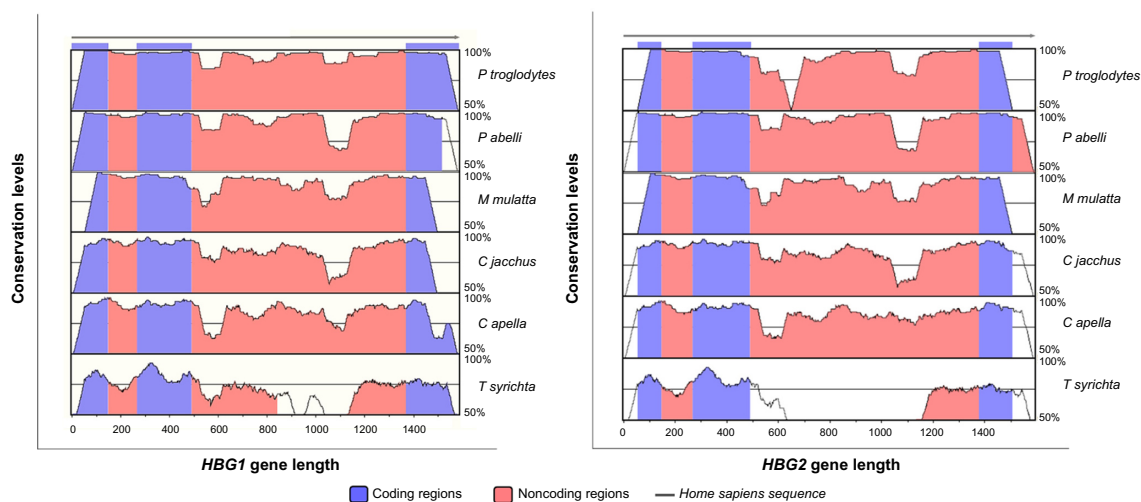 Conservation levels
100%
P troglodytes
50%
100%
P abelli
50%
100%
M mulatta
50%
100%
C jacchus
50%
100%
C apella
50%
100%
T syrichta
50%
0 200 400 600 800 1000 1200 1400
HBG1 gene length
Conservation levels
100%
P troglodytes
50%
100%
P abelli
50%
100%
M mulatta
50%
100%
C jacchus
50%
100%
C apella
50%
100%
T syrichta
50%
0 200 400 600 800 1000 1200 1400
HBG2 gene length
Coding regions Noncoding regions Home sapiens sequence